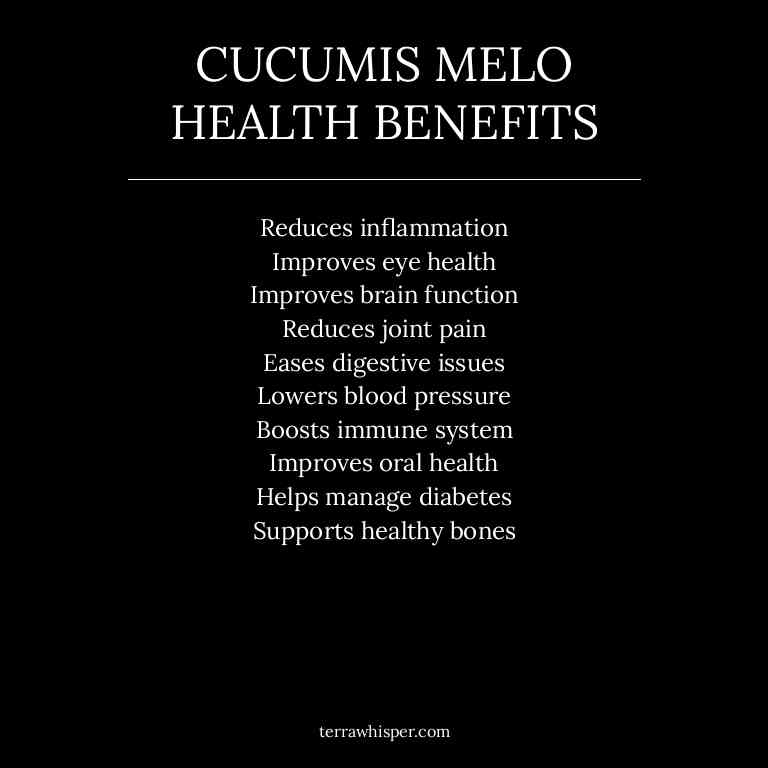 CUCUMIS MELO
HEALTH BENEFITS
Reduces inflammation
Improves eye health
Improves brain function
Reduces joint pain
Eases digestive issues
Lowers blood pressure
Boosts immune system
Improves oral health
Helps manage diabetes
Supports healthy bones
terrawhisper.com